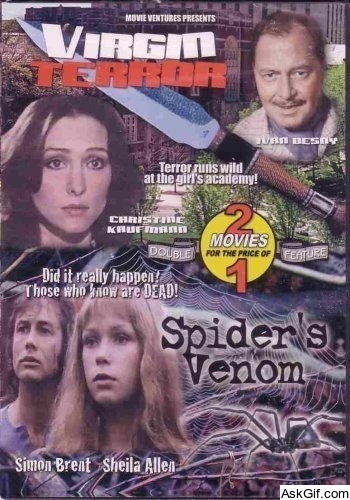 MOVIE VENTURES PRESENTS
VIRGIN
TERROR
IVAN DESNY
Terror runs wild
at the girl's academy!
CHRISTINE
KAUFMANN
2
MOVIES
FOR THE PRICE OF
1
DOUBLE
FEATURE
Did it really happen?
Those who know are DEAD!
Spider's
Venom
Simon Brent Sheila Allen
AskGif.com